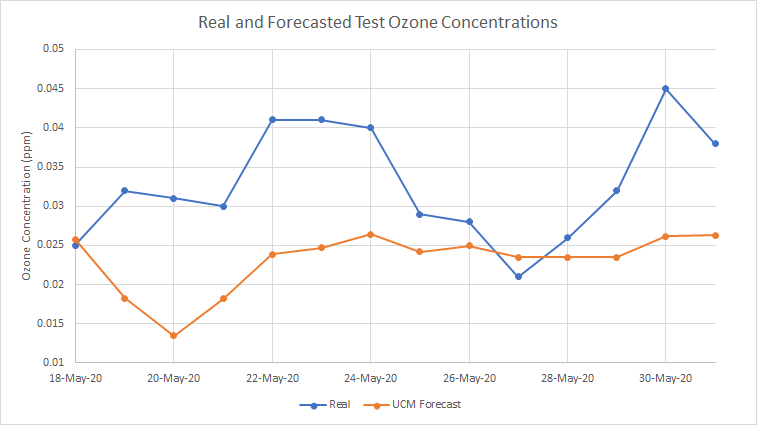 Real and Forecasted Test Ozone Concentrations
0.05
0.045
0.04
0.035
0.03
0.025
0.02
0.015
0.01
Ozone Concentration (ppm)
18-May-20 20-May-20 22-May-20 24-May-20 26-May-20 28-May-20 30-May-20
Real UCM Forecast